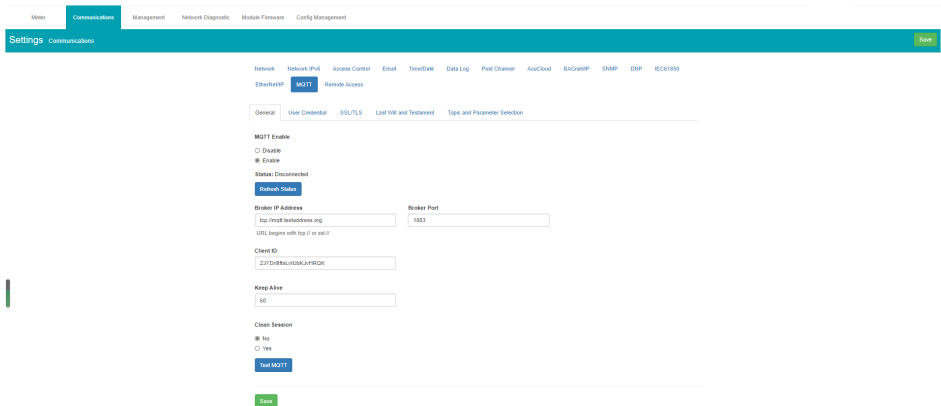 Meter Communications Management Network Diagnostic Module Firmware Config Management
Settings Communications Save
Network Network IPv6 Access Control Email Time/Date Data Log Post Channel AcuCloud BACnet/IP SNMP DNP IEC61850
EtherNet/IP MQTT Remote Access
General User Credential SSL/TLS Last Will and Testament Topic and Parameter Selection
MQTT Enable
Disable
Enable
Status: Disconnected
Refresh Status
Broker IP Address Broker Port
tcp://mqtt.testaddress.org 1883
URL begins with tcp:// or ssl://
Client ID
Keep Alive
60
Clean Session
No
Yes
Test MQTT
Save